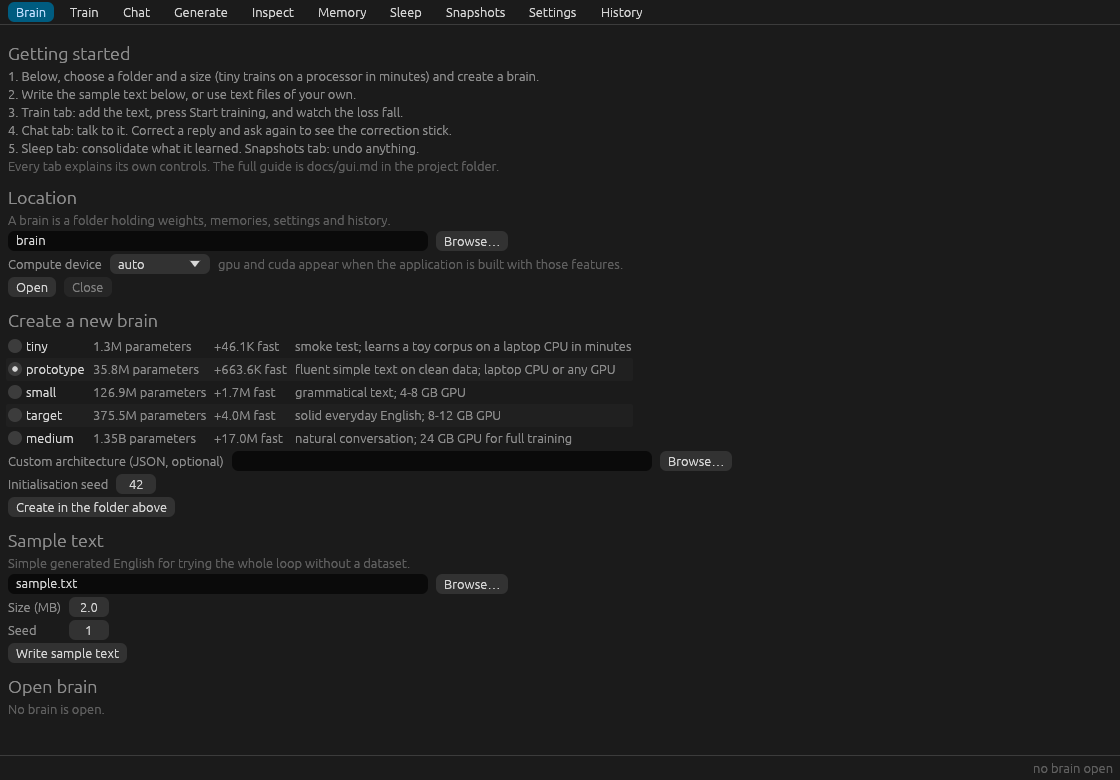 Brain Train Chat Generate Inspect Memory Sleep Snapshots Settings History
Getting started
1. Below, choose a folder and a size (tiny trains on a processor in minutes) and create a brain.
2. Write the sample text below, or use text files of your own.
3. Train tab: add the text, press Start training, and watch the loss fall.
4. Chat tab: talk to it. Correct a reply and ask again to see the correction stick.
5. Sleep tab: consolidate what it learned. Snapshots tab: undo anything.
Every tab explains its own controls. The full guide is docs/gui.md in the project folder.
Location
A brain is a folder holding weights, memories, settings and history.
brain Browse...
Compute device auto gpu and cuda appear when the application is built with those features.
Open Close
Create a new brain
tiny 1.3M parameters +46.1K fast smoke test; learns a toy corpus on a laptop CPU in minutes
prototype 35.8M parameters +663.6K fast fluent simple text on clean data; laptop CPU or any GPU
small 126.9M parameters +1.7M fast grammatical text; 4-8 GB GPU
target 375.5M parameters +4.0M fast solid everyday English; 8-12 GB GPU
medium 1.35B parameters +17.0M fast natural conversation; 24 GB GPU for full training
Custom architecture (JSON, optional) Browse...
Initialisation seed 42
Create in the folder above
Sample text
Simple generated English for trying the whole loop without a dataset.
sample.txt Browse...
Size (MB) 2.0
Seed 1
Write sample text
Open brain
No brain is open.
no brain open